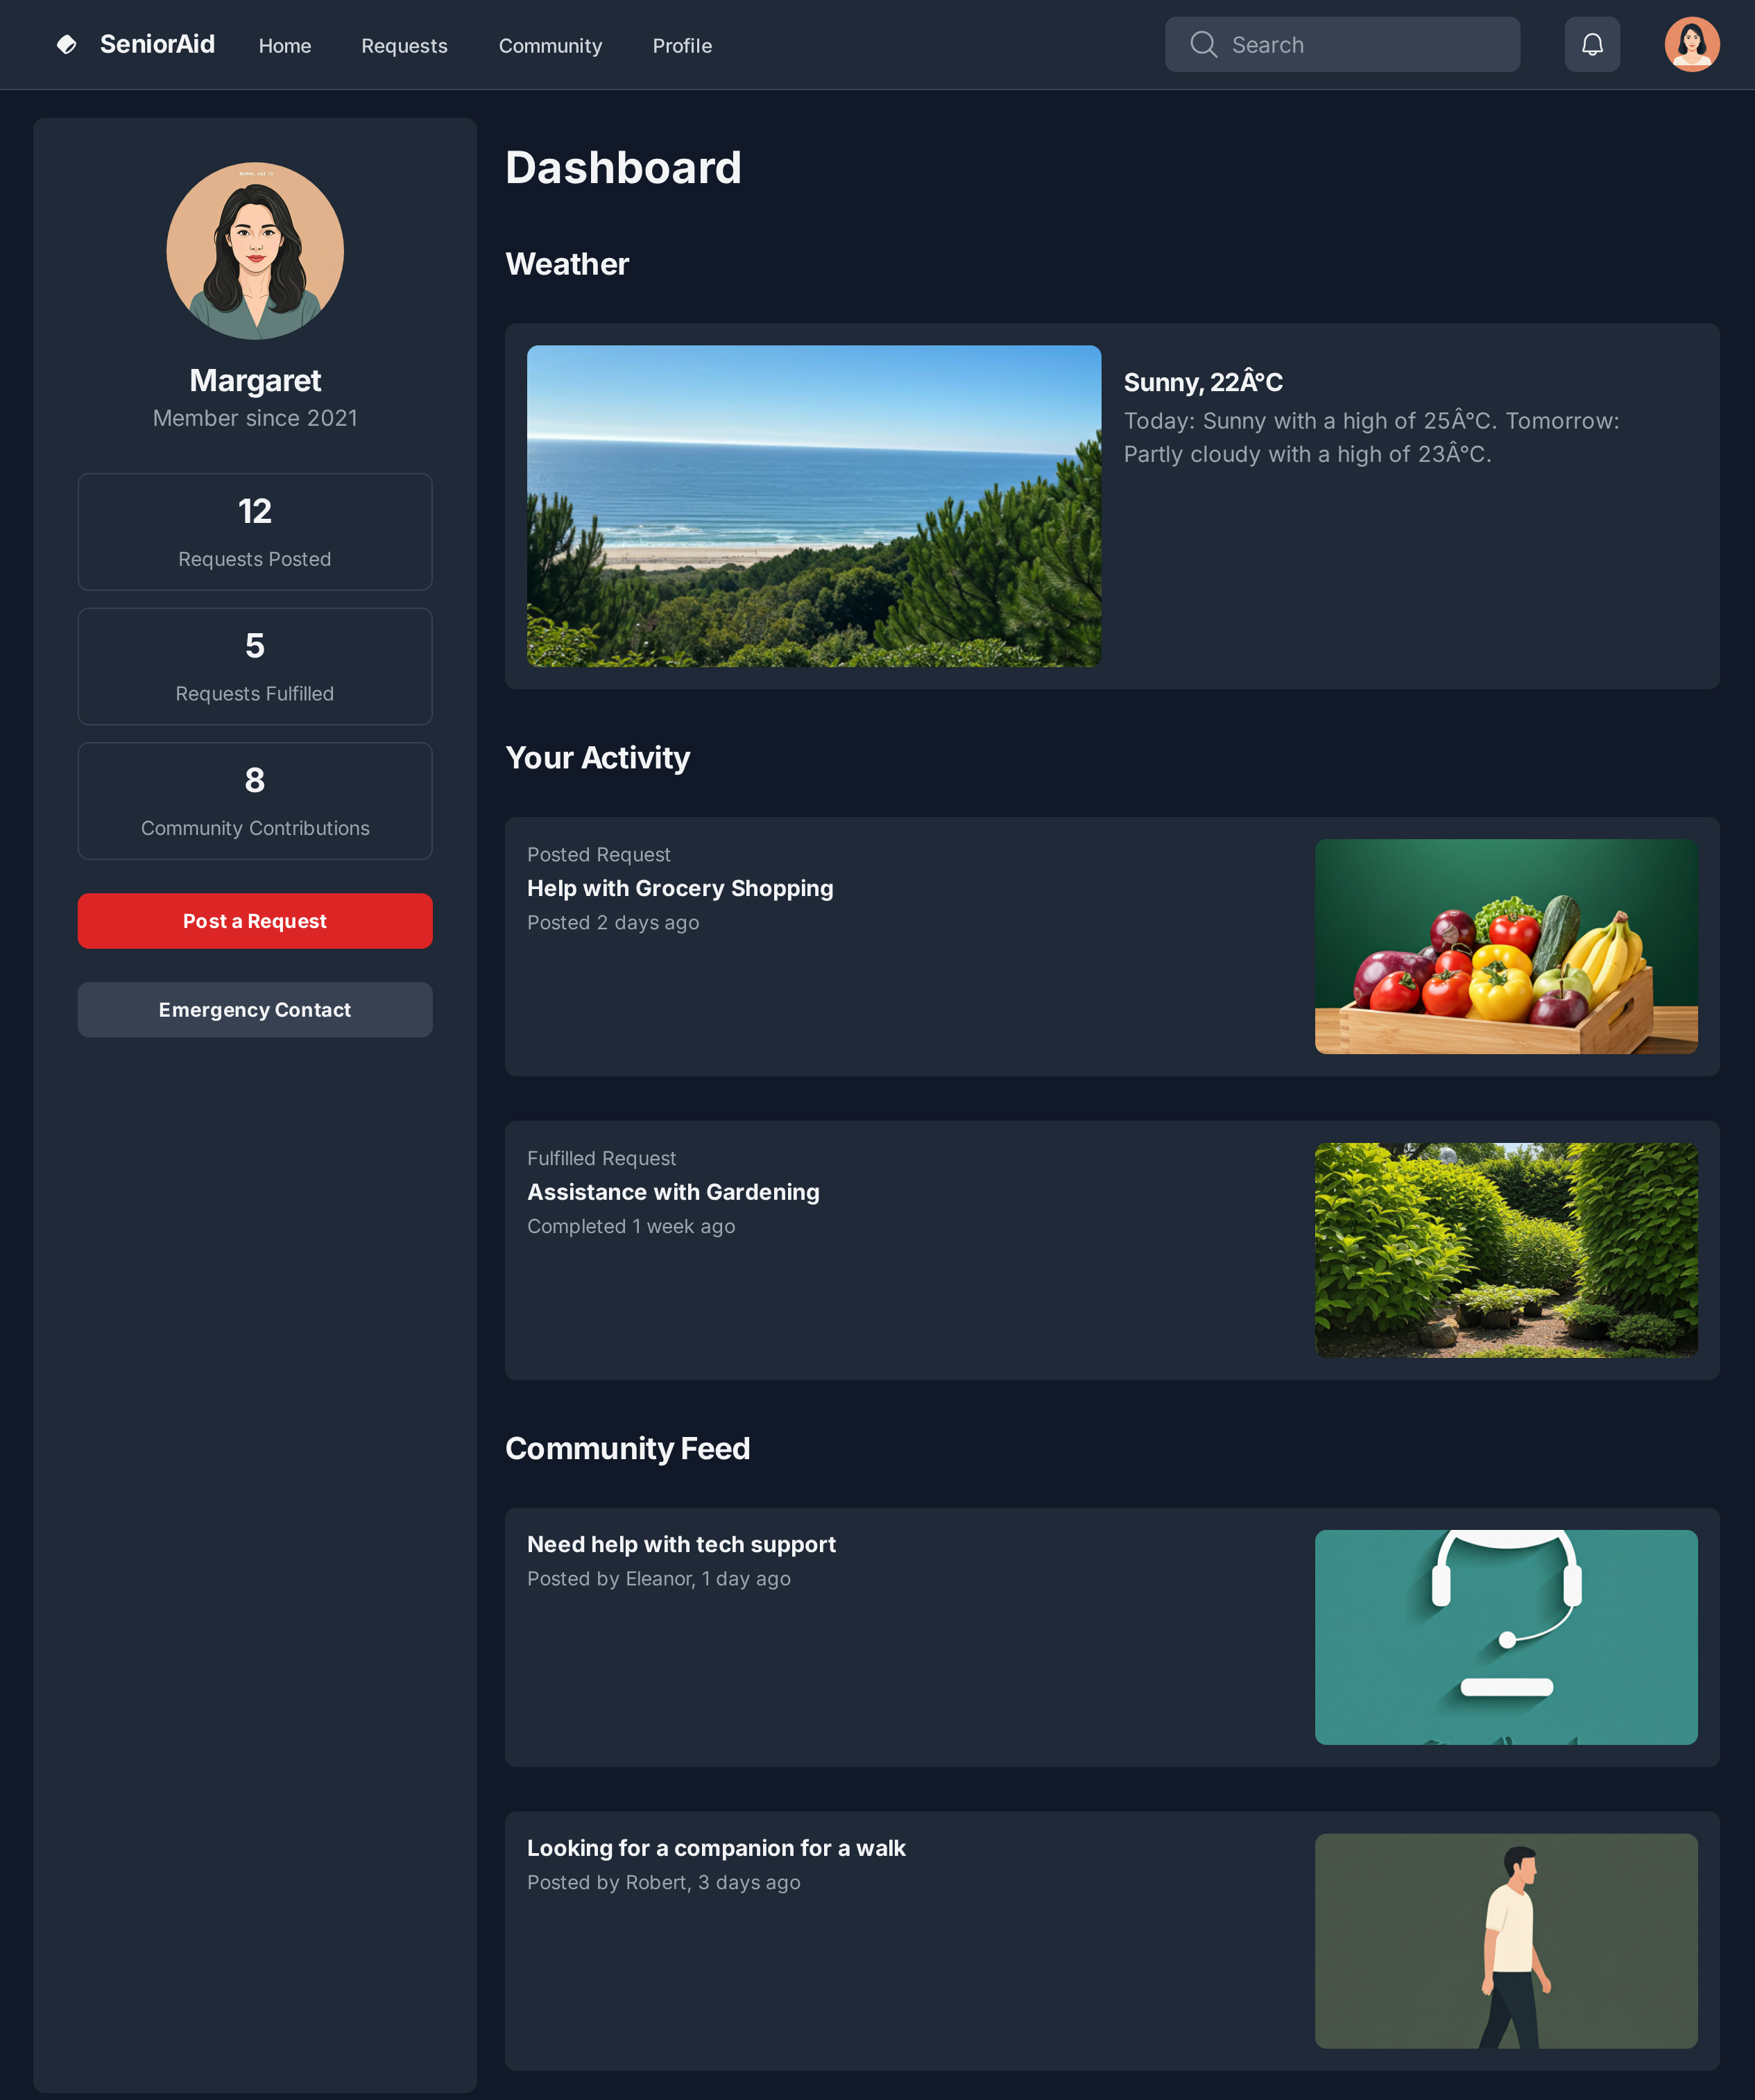 SeniorAid
Home
Requests
Community
Profile
Search
Margaret
Member since 2021
12
Requests Posted
5
Requests Fulfilled
8
Community Contributions
Post a Request
Emergency Contact
Dashboard
Weather
Sunny, 22Â°C
Today: Sunny with a high of 25Â°C. Tomorrow:
Partly cloudy with a high of 23Â°C.
Your Activity
Posted Request
Help with Grocery Shopping
Posted 2 days ago
Fulfilled Request
Assistance with Gardening
Completed 1 week ago
Community Feed
Need help with tech support
Posted by Eleanor, 1 day ago
Looking for a companion for a walk
Posted by Robert, 3 days ago